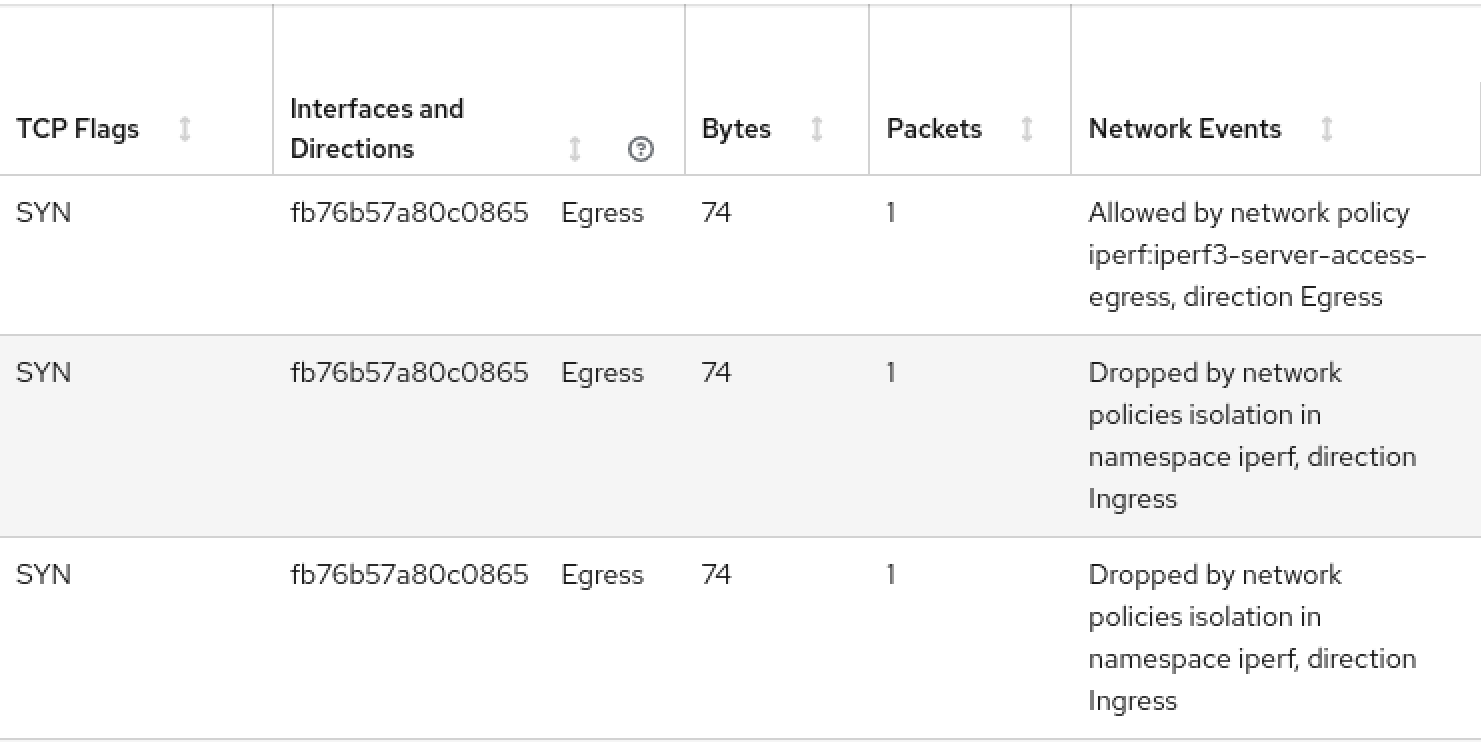 TCP Flags
Interfaces and
Directions
Bytes
Packets
Network Events
SYN
fb76b57a80c0865 Egress
74
1
Allowed by network policy
iperf:iperf3-server-access-
egress, direction Egress
SYN
fb76b57a80c0865 Egress
74
1
Dropped by network
policies isolation in
namespace iperf, direction
Ingress
SYN
fb76b57a80c0865 Egress
74
1
Dropped by network
policies isolation in
namespace iperf, direction
Ingress